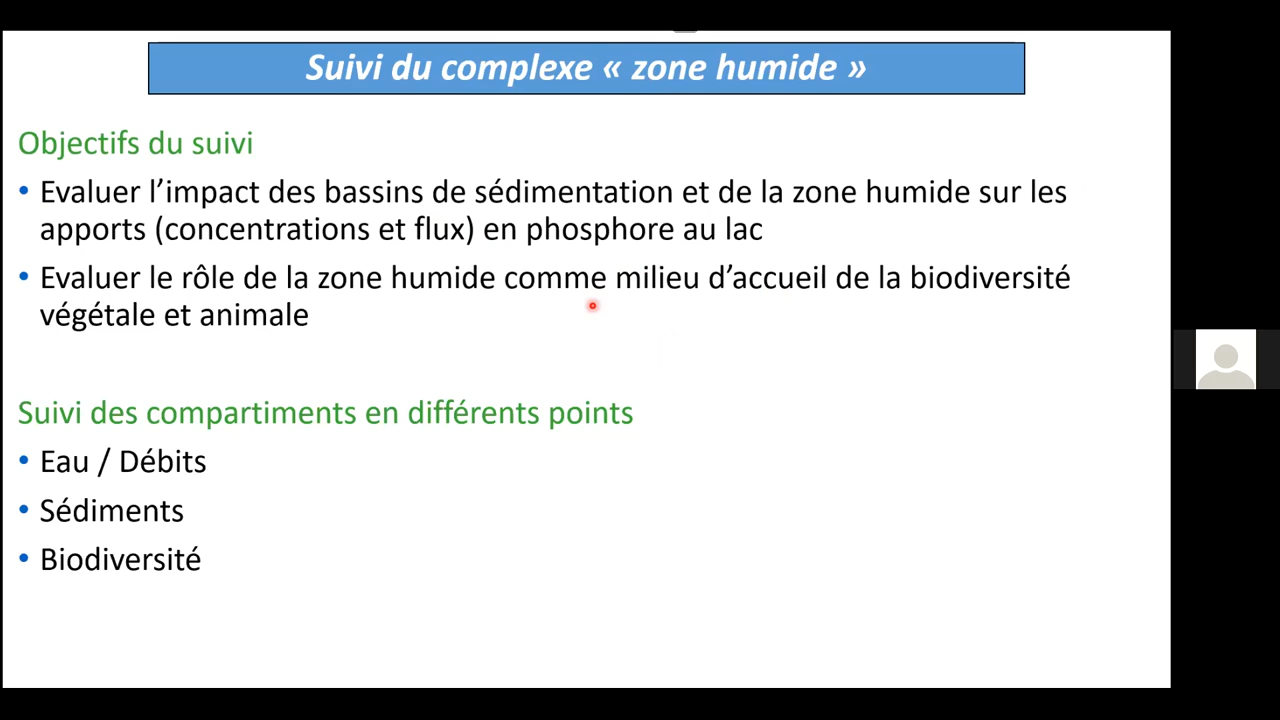 Suivi du complexe « zone humide »
Objectifs du suivi
• Evaluer l’impact des bassins de sédimentation et de la zone humide sur les
apports (concentrations et flux) en phosphore au lac
• Evaluer le rôle de la zone humide comme milieu d’accueil de la biodiversité
végétale et animale
Suivi des compartiments en différents points
• Eau / Débits
• Sédiments
• Biodiversité